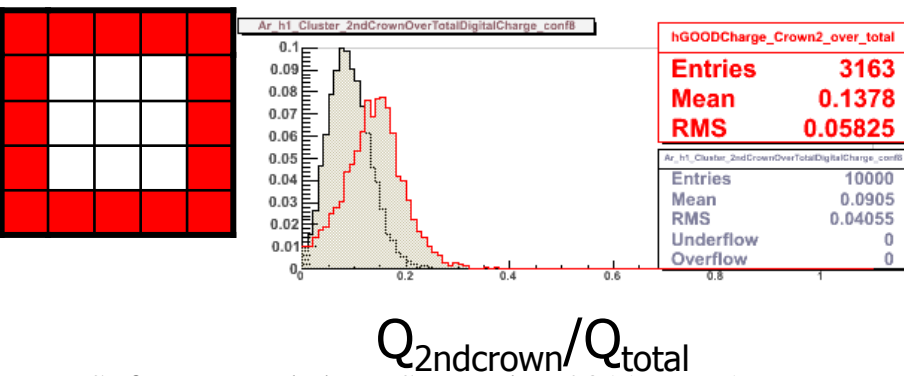 Ar_h1_Cluster_2ndCrownOverTotalDigitalCharge_conf8
0.1
0.09
0.08
0.07
0.06
0.05
0.04
0.03
0.02
0.01
0
0
0.2
0.4
0.6
0.8
1
hGOODCharge_Crown2_over_total
Entries 3163
Mean 0.1378
RMS 0.05825
Ar_h1_Cluster_2ndCrownOverTotalDigitalCharge_conf8
Entries 10000
Mean 0.0905
RMS 0.04055
Underflow 0
Overflow 0
Q2ndcrown/Qtotal